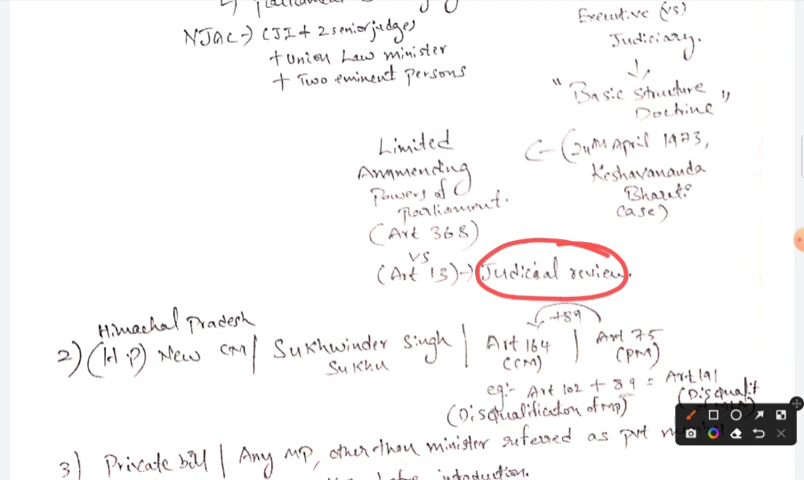 NJAC → CJI + 2 senior judges
+ Union Law minister
+ Two eminent persons
Executive (vs)
Judiciary.
"Basic structure
Doctrine"
(24th April 1973,
Keshavananda
Bharati
case)
Limited
Ammending
Powers of
Parliament.
(Art 368)
vs
(Art 13) → Judicial review.
Himachal Pradesh
2) (H.P) New CM | Sukhwinder Singh | Art 164 | Art 75
Sukhu (CM) (PM)
+89
eg:- Art 102 + 89 = Art 191
(Disqualification of MP) (Disqualif
3) Private bill | Any MP, other than minister referred as pvt
introduction.